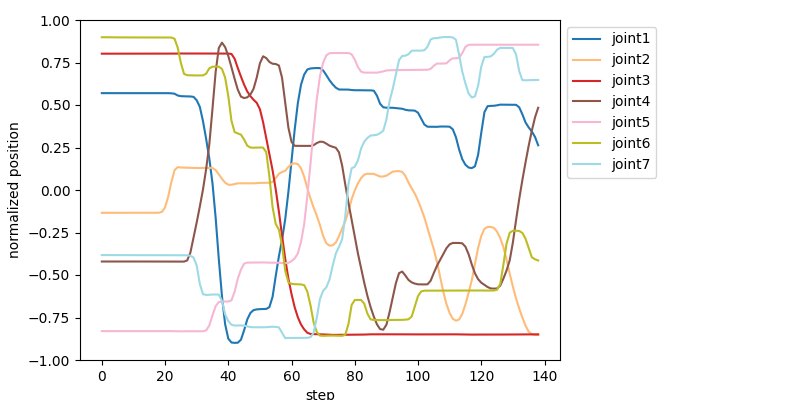 1.00
0.75
0.50
0.25
0.00
−0.25
−0.50
−0.75
−1.00
normalized position
0 20 40 60 80 100 120 140
step
joint1
joint2
joint3
joint4
joint5
joint6
joint7